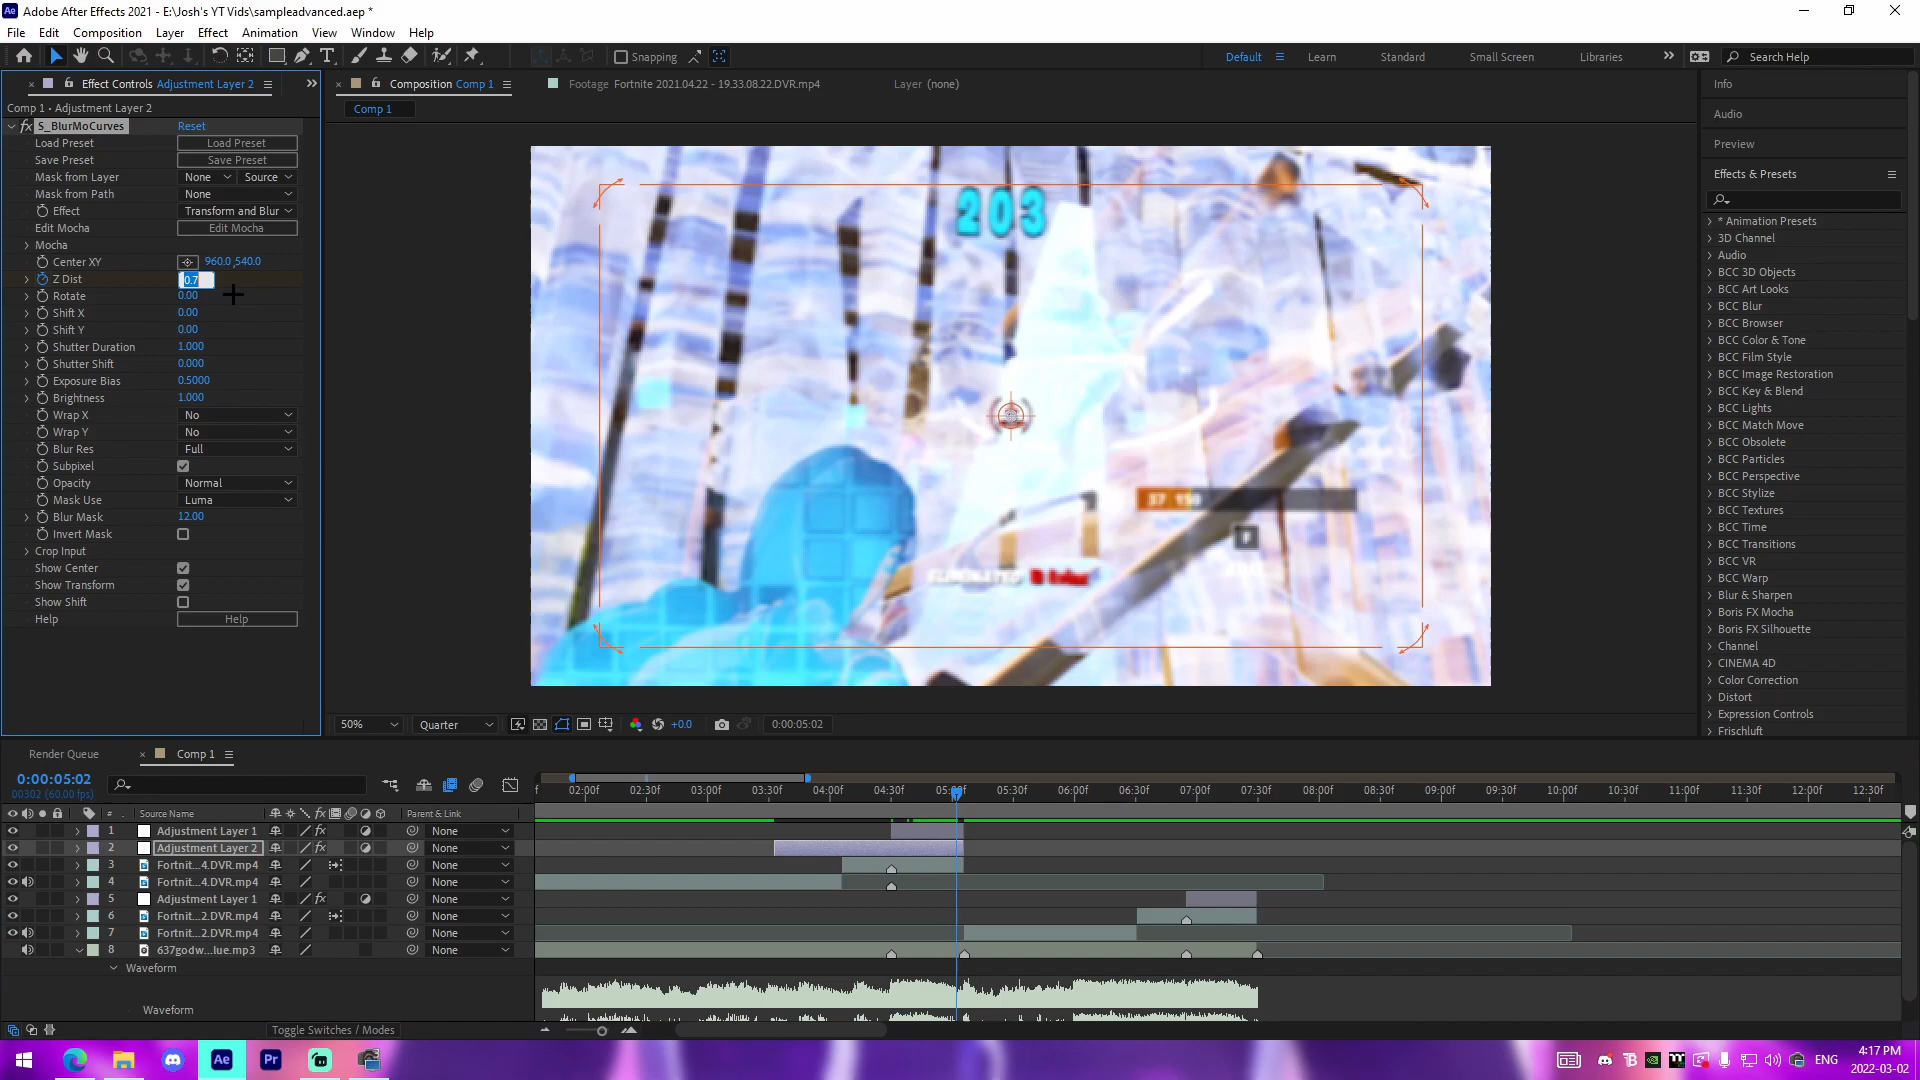 Adobe After Effects 2021 - E:\Josh's YT Vids\sampleadvanced.aep *
File Edit Composition Layer Effect Animation View Window Help
Snapping
Default Learn Standard Small Screen Libraries Search Help
Effect Controls Adjustment Layer 2
Composition Comp 1
Footage Fortnite 2021.04.22 - 19.33.08.22.DVR.mp4
Layer (none)
Comp 1 • Adjustment Layer 2
Comp 1
fx S_BlurMoCurves Reset
Load Preset Load Preset
Save Preset Save Preset
Mask from Layer None Source
Mask from Path None
Effect Transform and Blur
Edit Mocha Edit Mocha
Mocha
Center XY 960.0,540.0
Z Dist 0.7
Rotate 0.00
Shift X 0.00
Shift Y 0.00
Shutter Duration 1.000
Shutter Shift 0.000
Exposure Bias 0.5000
Brightness 1.000
Wrap X No
Wrap Y No
Blur Res Full
Subpixel
Opacity Normal
Mask Use Luma
Blur Mask 12.00
Invert Mask
Crop Input
Show Center
Show Transform
Show Shift
Help Help
203
37 150
F
ELIMINATED
50% Quarter +0.0 0:00:05:02
Info
Audio
Preview
Effects & Presets
* Animation Presets
3D Channel
Audio
BCC 3D Objects
BCC Art Looks
BCC Blur
BCC Browser
BCC Color & Tone
BCC Film Style
BCC Image Restoration
BCC Key & Blend
BCC Lights
BCC Match Move
BCC Obsolete
BCC Particles
BCC Perspective
BCC Stylize
BCC Textures
BCC Time
BCC Transitions
BCC VR
BCC Warp
Blur & Sharpen
Boris FX Mocha
Boris FX Silhouette
Channel
CINEMA 4D
Color Correction
Distort
Expression Controls
Frischluft
Render Queue Comp 1
0:00:05:02
00302 (60.00 fps)
f 02:00f 02:30f 03:00f 03:30f 04:00f 04:30f 05:00f 05:30f 06:00f 06:30f 07:00f 07:30f 08:00f 08:30f 09:00f 09:30f 10:00f 10:30f 11:00f 11:30f 12:00f 12:30f
# Source Name fx Parent & Link
1 Adjustment Layer 1 fx None
2 Adjustment Layer 2 fx None
3 Fortnit...4.DVR.mp4 None
4 Fortnit...4.DVR.mp4 None
5 Adjustment Layer 1 fx None
6 Fortnit...2.DVR.mp4 None
7 Fortnit...2.DVR.mp4 None
8 637godw...lue.mp3 None
Waveform
Waveform
Toggle Switches / Modes
Ae Pr
ENG
4:17 PM
2022-03-02